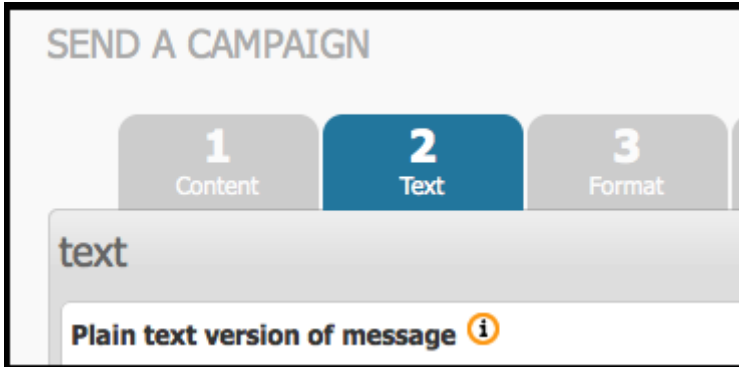 SEND A CAMPAIGN
1 2 3
Content Text Format
text
Plain text version of message i